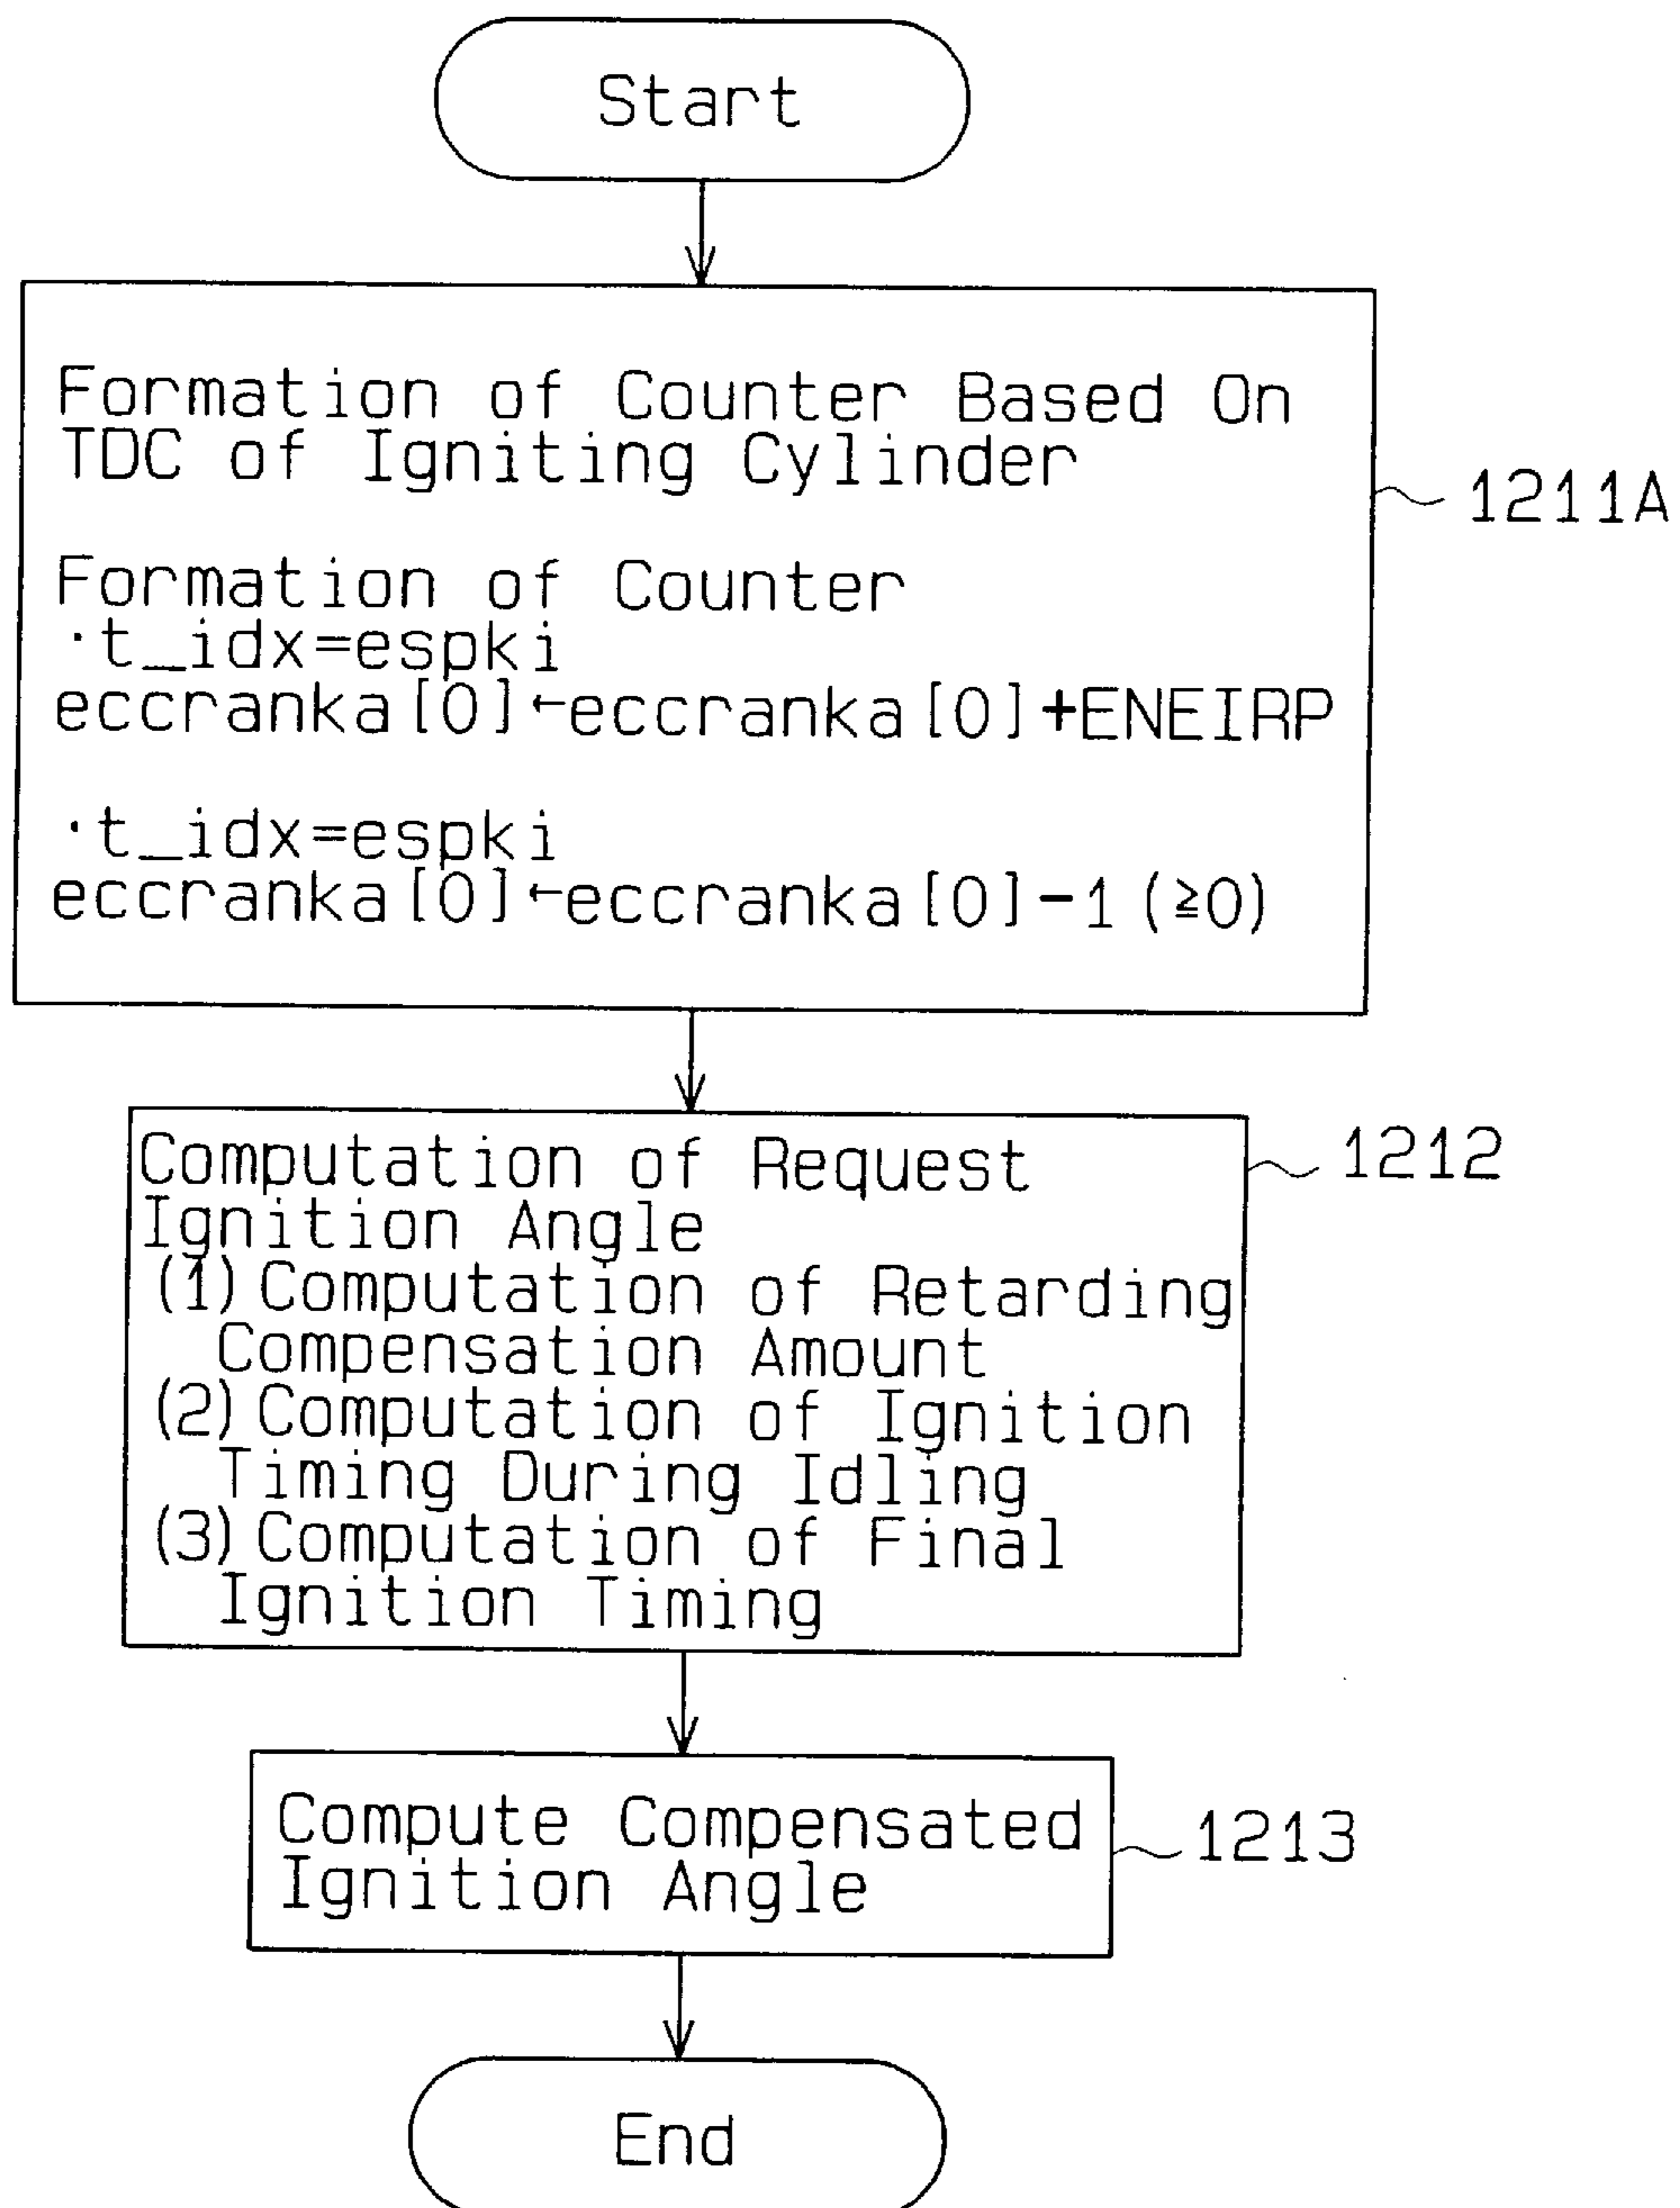 Start
Formation of Counter Based On
TDC of Igniting Cylinder
1211A
Formation of Counter
·t_idx=espki
eccranka[0]←eccranka[0]+ENEIRP
·t_idx=espki
eccranka[0]←eccranka[0]-1(≧0)
Computation of Request
Ignition Angle
1212
(1)Computation of Retarding
Compensation Amount
(2)Computation of Ignition
Timing During Idling
(3)Computation of Final
Ignition Timing
Compute Compensated
Ignition Angle
1213
End